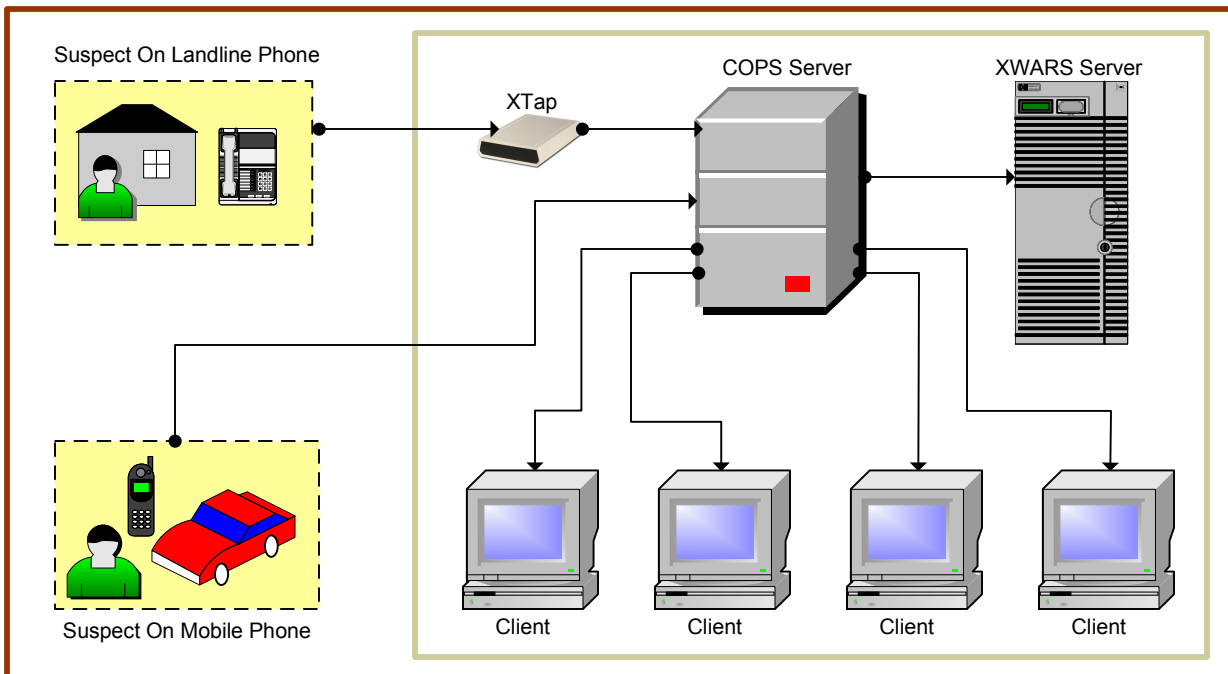 Suspect On Landline Phone
XTap
COPS Server
XWARS Server
Suspect On Mobile Phone
Client
Client
Client
Client